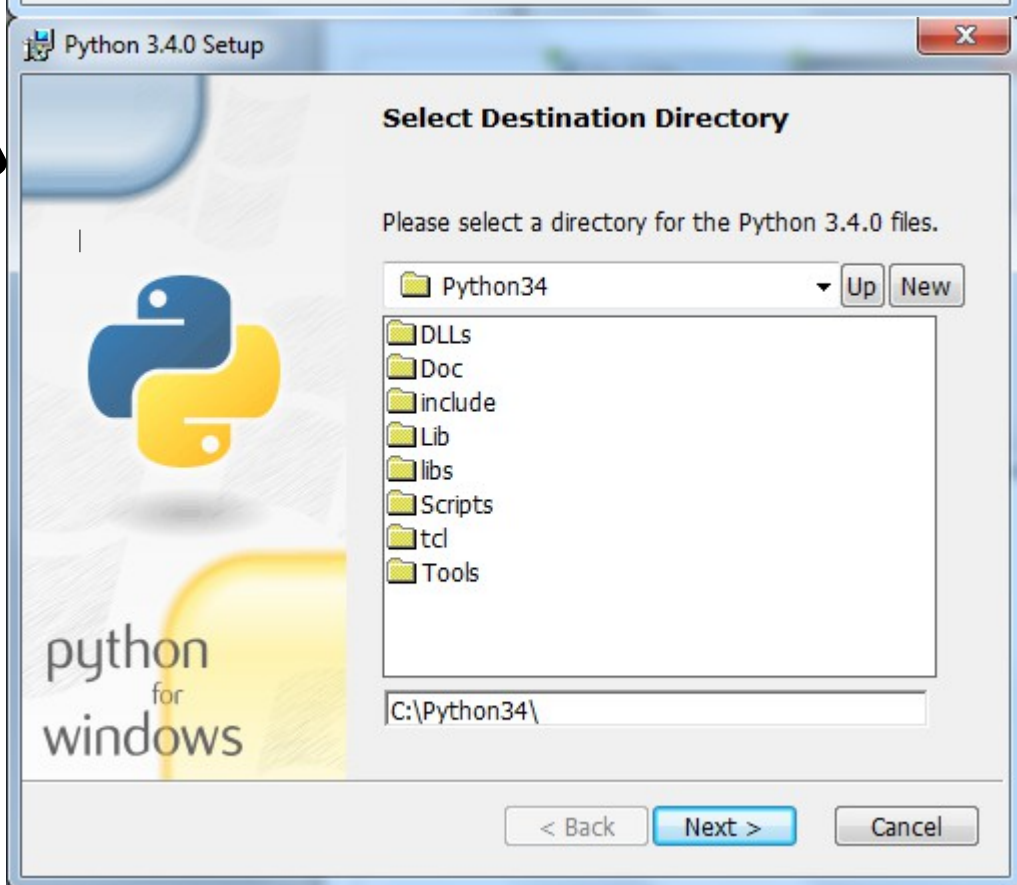 Python 3.4.0 Setup
Select Destination Directory
Please select a directory for the Python 3.4.0 files.
Python34 Up New
DLLs
Doc
include
Lib
libs
Scripts
tcl
Tools
C:\Python34\
python
for
windows
< Back Next > Cancel